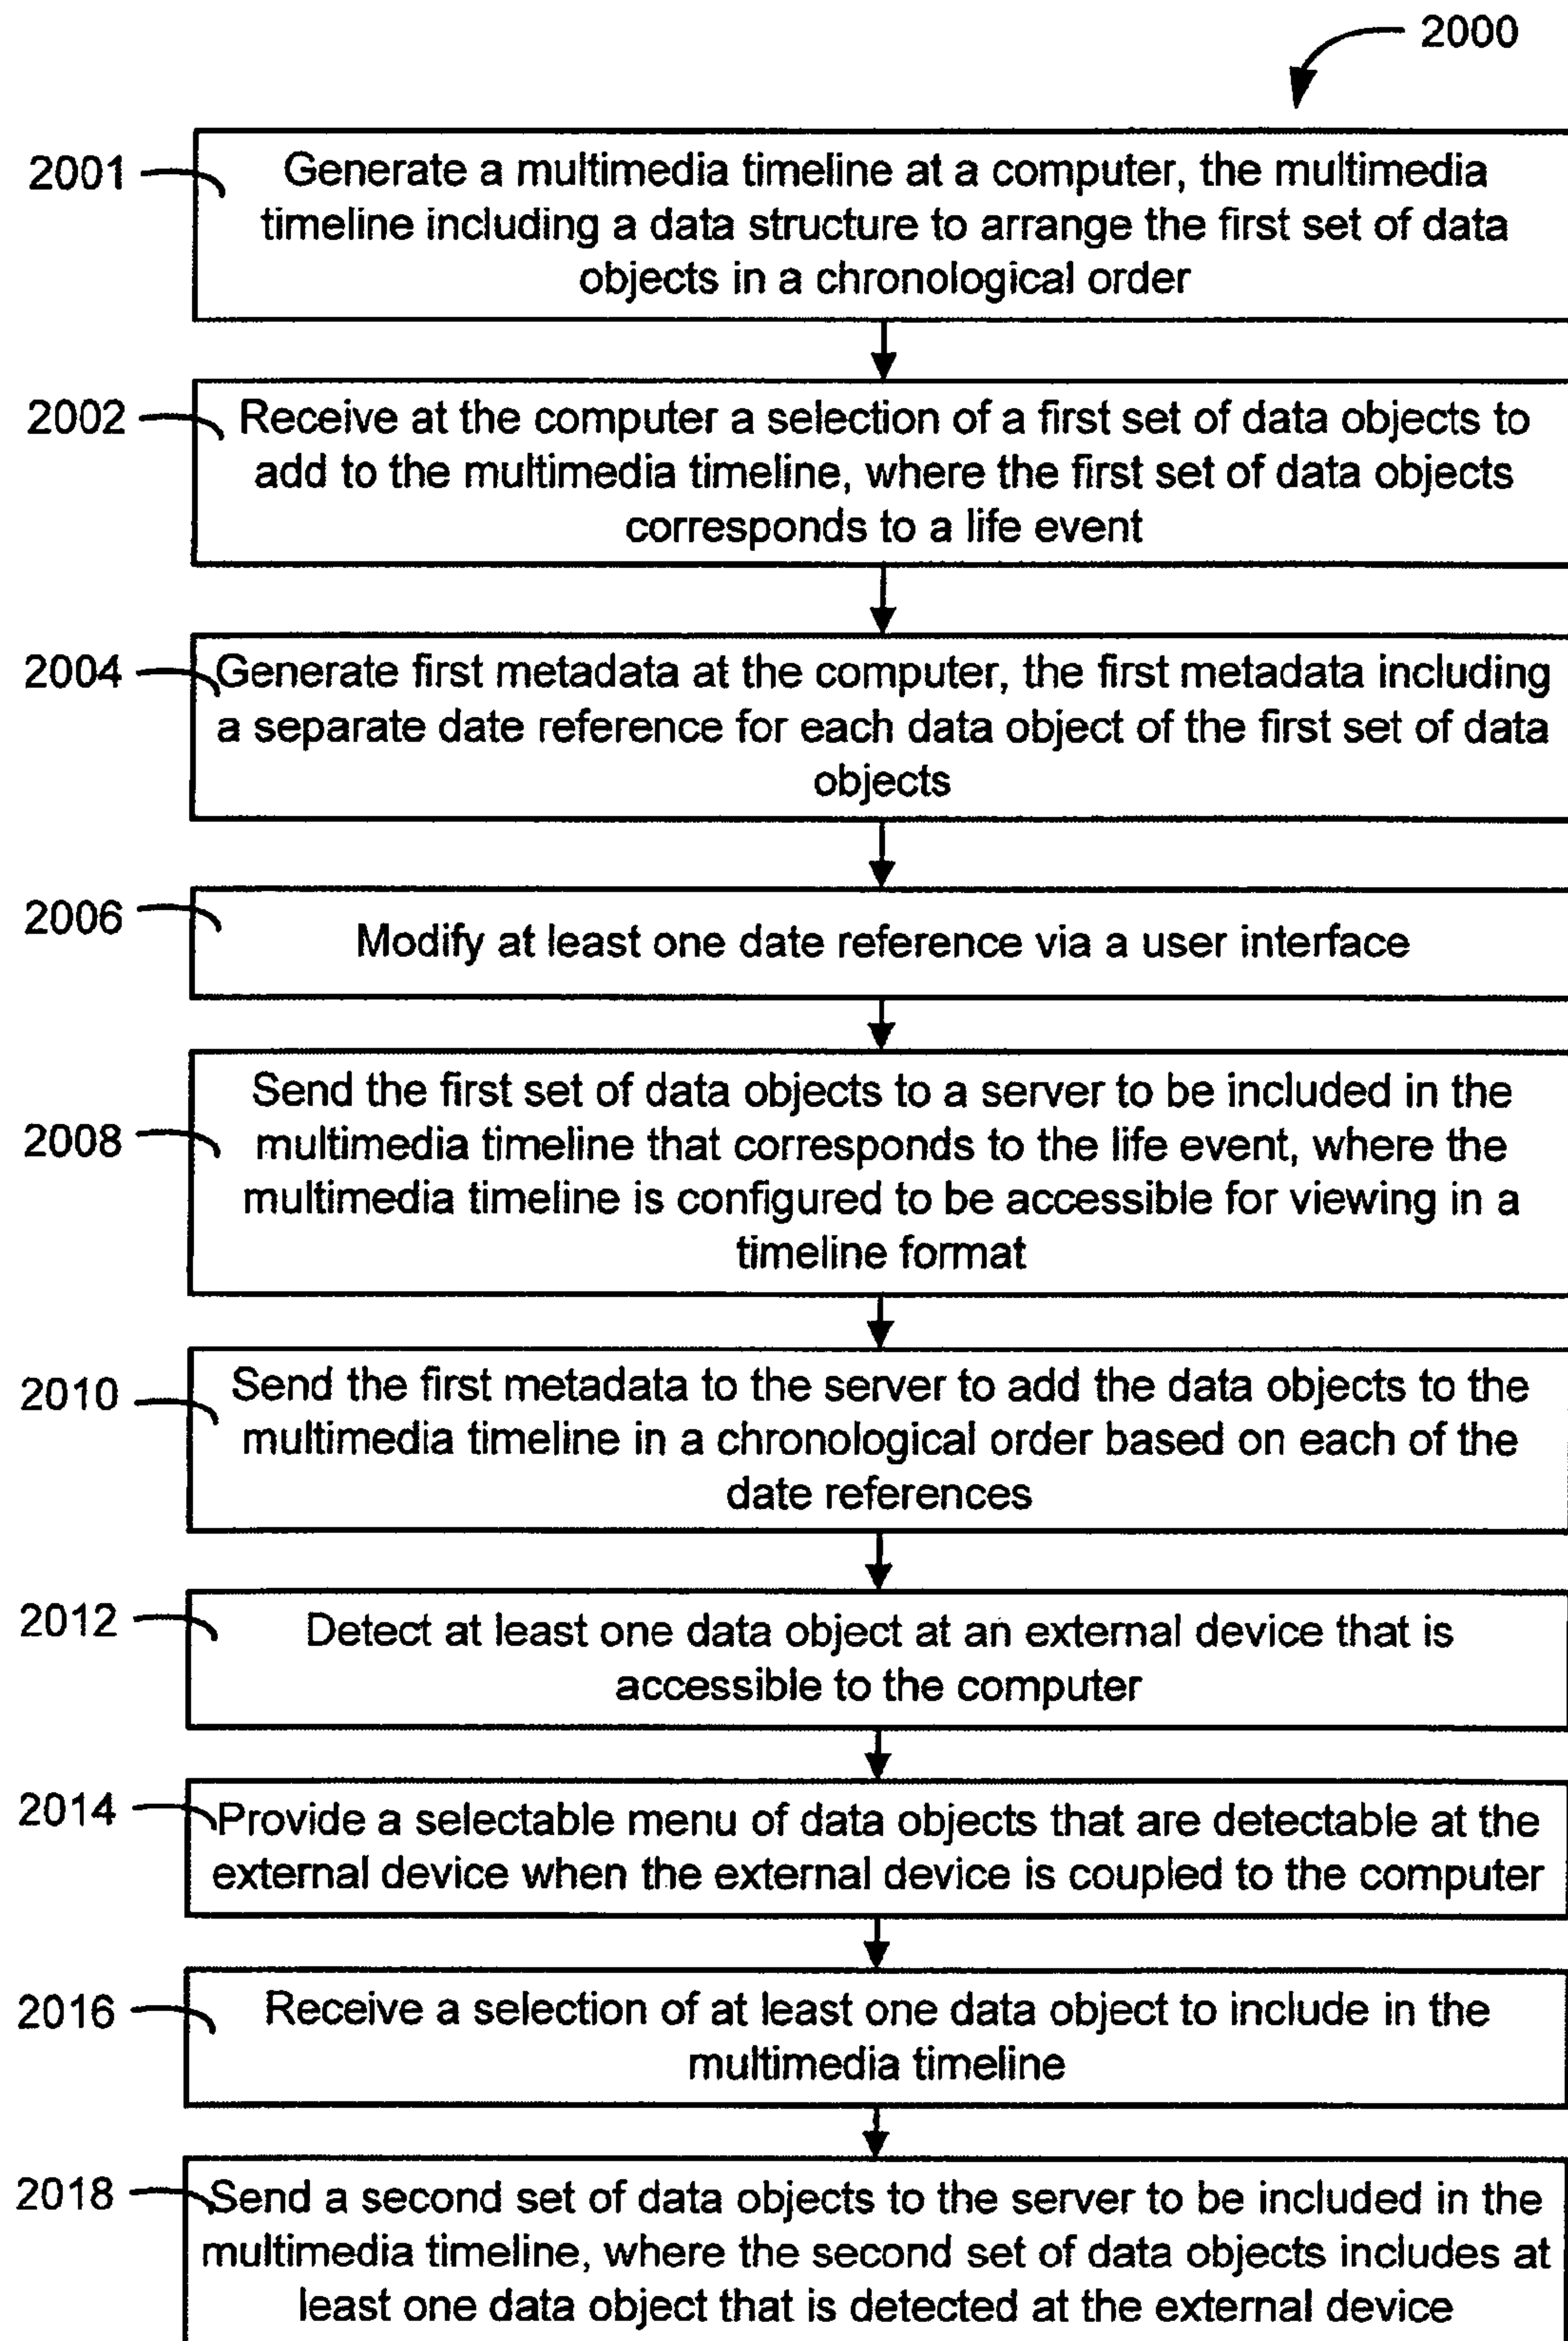 2000
2001
Generate a multimedia timeline at a computer, the multimedia
timeline including a data structure to arrange the first set of data
objects in a chronological order
2002
Receive at the computer a selection of a first set of data objects to
add to the multimedia timeline, where the first set of data objects
corresponds to a life event
2004
Generate first metadata at the computer, the first metadata including
a separate date reference for each data object of the first set of data
objects
2006
Modify at least one date reference via a user interface
2008
Send the first set of data objects to a server to be included in the
multimedia timeline that corresponds to the life event, where the
multimedia timeline is configured to be accessible for viewing in a
timeline format
2010
Send the first metadata to the server to add the data objects to the
multimedia timeline in a chronological order based on each of the
date references
2012
Detect at least one data object at an external device that is
accessible to the computer
2014
Provide a selectable menu of data objects that are detectable at the
external device when the external device is coupled to the computer
2016
Receive a selection of at least one data object to include in the
multimedia timeline
2018
Send a second set of data objects to the server to be included in the
multimedia timeline, where the second set of data objects includes at
least one data object that is detected at the external device